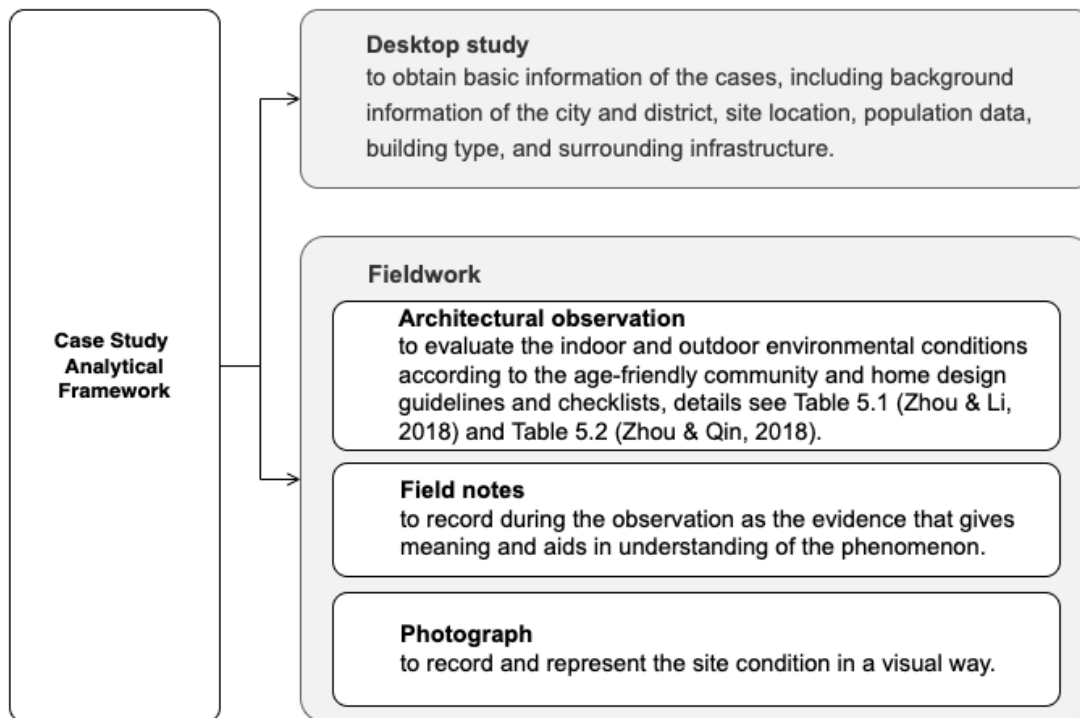 Case Study
Analytical
Framework
Desktop study
to obtain basic information of the cases, including background
information of the city and district, site location, population data,
building type, and surrounding infrastructure.
Fieldwork
Architectural observation
to evaluate the indoor and outdoor environmental conditions
according to the age-friendly community and home design
guidelines and checklists, details see Table 5.1 (Zhou & Li,
2018) and Table 5.2 (Zhou & Qin, 2018).
Field notes
to record during the observation as the evidence that gives
meaning and aids in understanding of the phenomenon.
Photograph
to record and represent the site condition in a visual way.